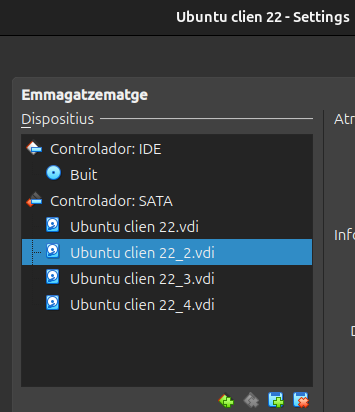 Ubuntu clien 22 - Settings
Emmagatzematge
Dispositius
Atr
Controlador: IDE
Buit
Controlador: SATA
Ubuntu clien 22.vdi
Info
Ubuntu clien 22_2.vdi
Ubuntu clien 22_3.vdi
Ubuntu clien 22_4.vdi